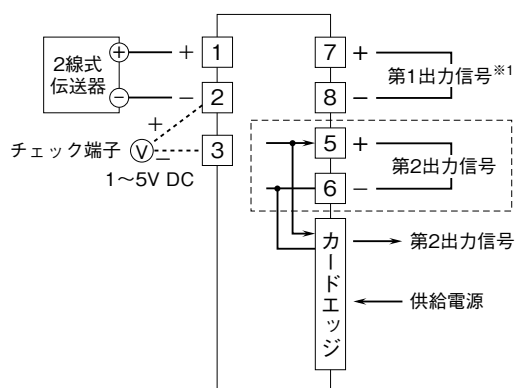 2線式
伝送器
+
−
+
−
1
2
3
+
−
チェック端子
V
1〜5V DC
7
+
8
−
第1出力信号※1
5
+
6
−
第2出力信号
カードエッジ
第2出力信号
供給電源